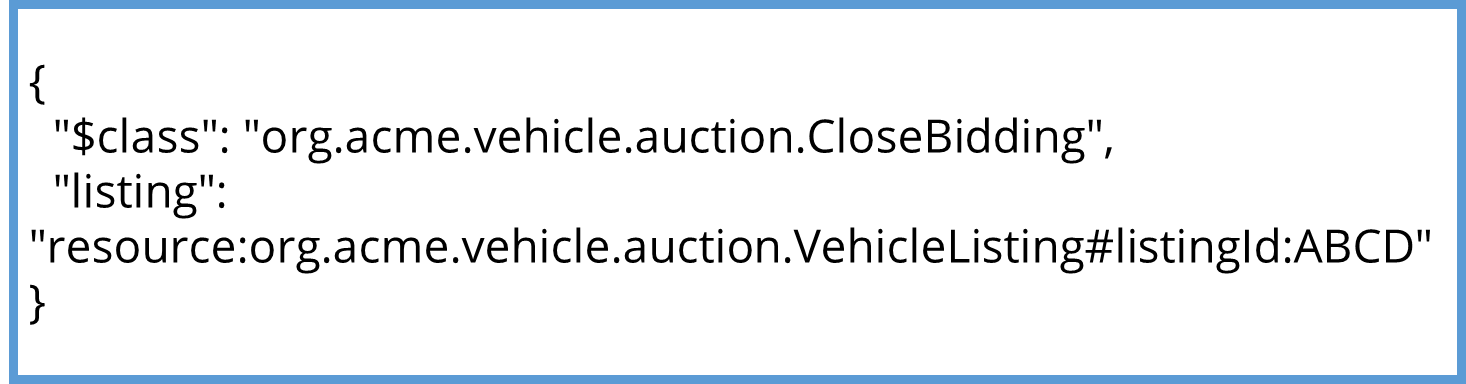 {
"$class": "org.acme.vehicle.auction.CloseBidding",
"listing":
"resource:org.acme.vehicle.auction.VehicleListing#listingId:ABCD"
}